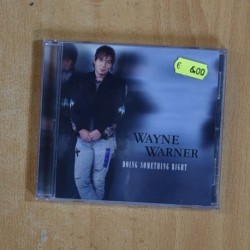 € 6.00
WAYNE
WARNER
DOING SOMETHING RIGHT